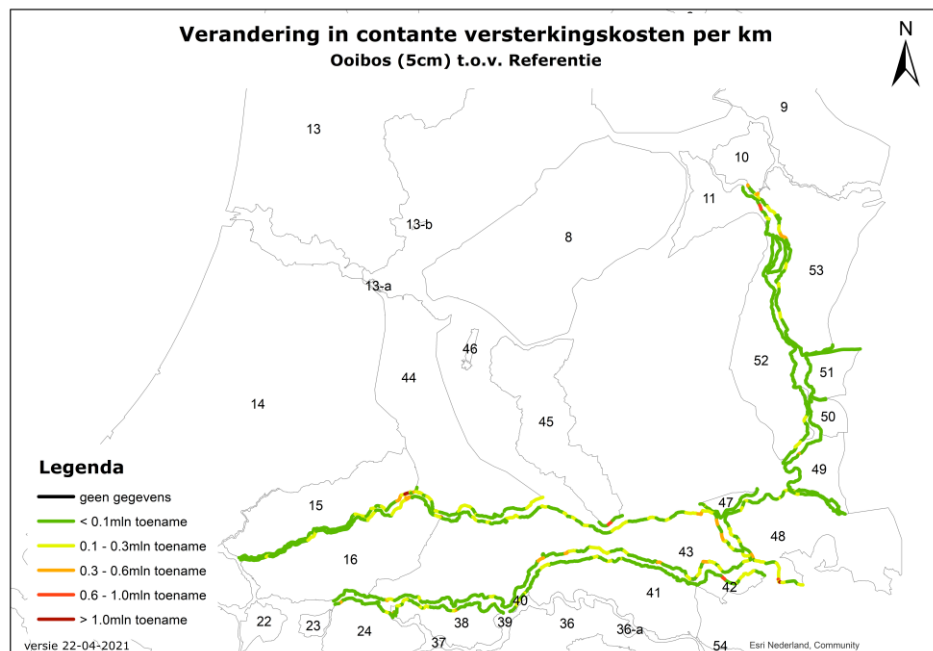 Verandering in contante versterkingskosten per km
Ooibos (5cm) t.o.v. Referentie
N
9
13
10
11
13-b
8
53
13-a
46
52
51
44
14
45
50
49
Legenda
geen gegevens
< 0.1mln toename
0.1 - 0.3mln toename
0.3 - 0.6mln toename
0.6 - 1.0mln toename
> 1.0mln toename
15
47
48
16
43
42
41
40
22
23
24
38
39
36
36-a
37
54
versie 22-04-2021
Esri Nederland, Community